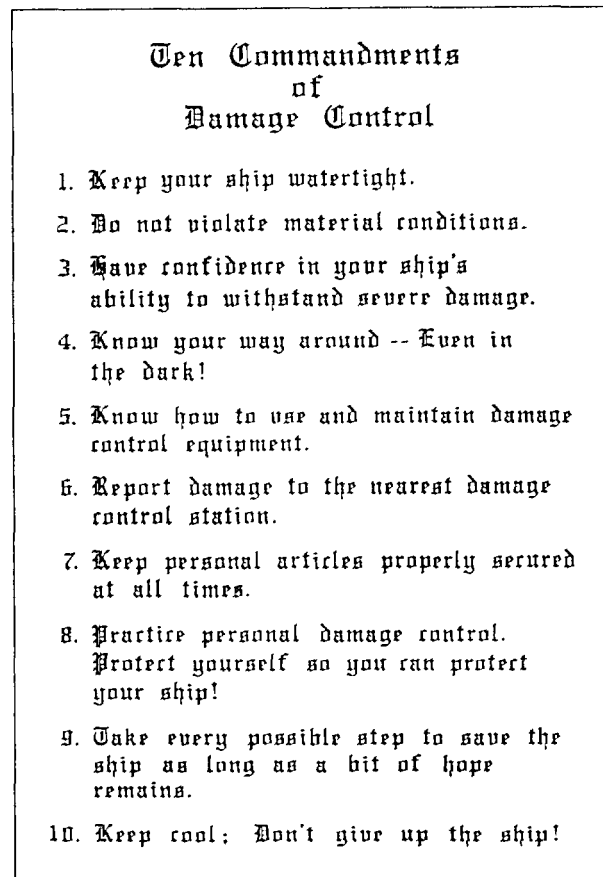 Ten Commandments
of
Damage Control
1. Keep your ship watertight.
2. Do not violate material conditions.
3. Have confidence in your ship's
ability to withstand severe damage.
4. Know your way around -- Even in
the dark!
5. Know how to use and maintain damage
control equipment.
6. Report damage to the nearest damage
control station.
7. Keep personal articles properly secured
at all times.
8. Practice personal damage control.
Protect yourself so you can protect
your ship!
9. Take every possible step to save the
ship as long as a bit of hope
remains.
10. Keep cool; Don't give up the ship!